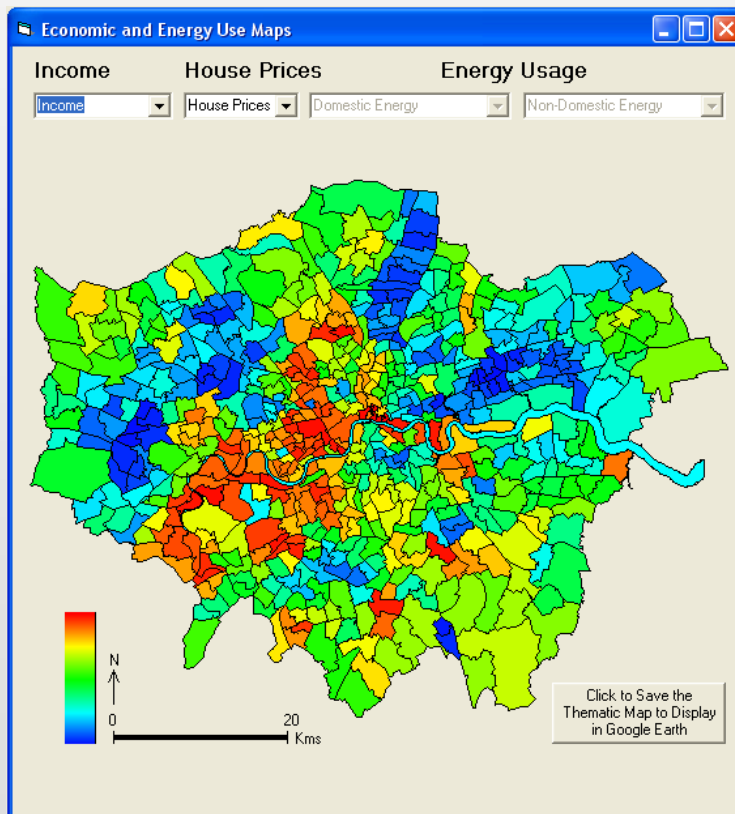 Economic and Energy Use Maps
Income House Prices Energy Usage
Income House Prices Domestic Energy Non-Domestic Energy
N
0 20
Kms
Click to Save the
Thematic Map to Display
in Google Earth